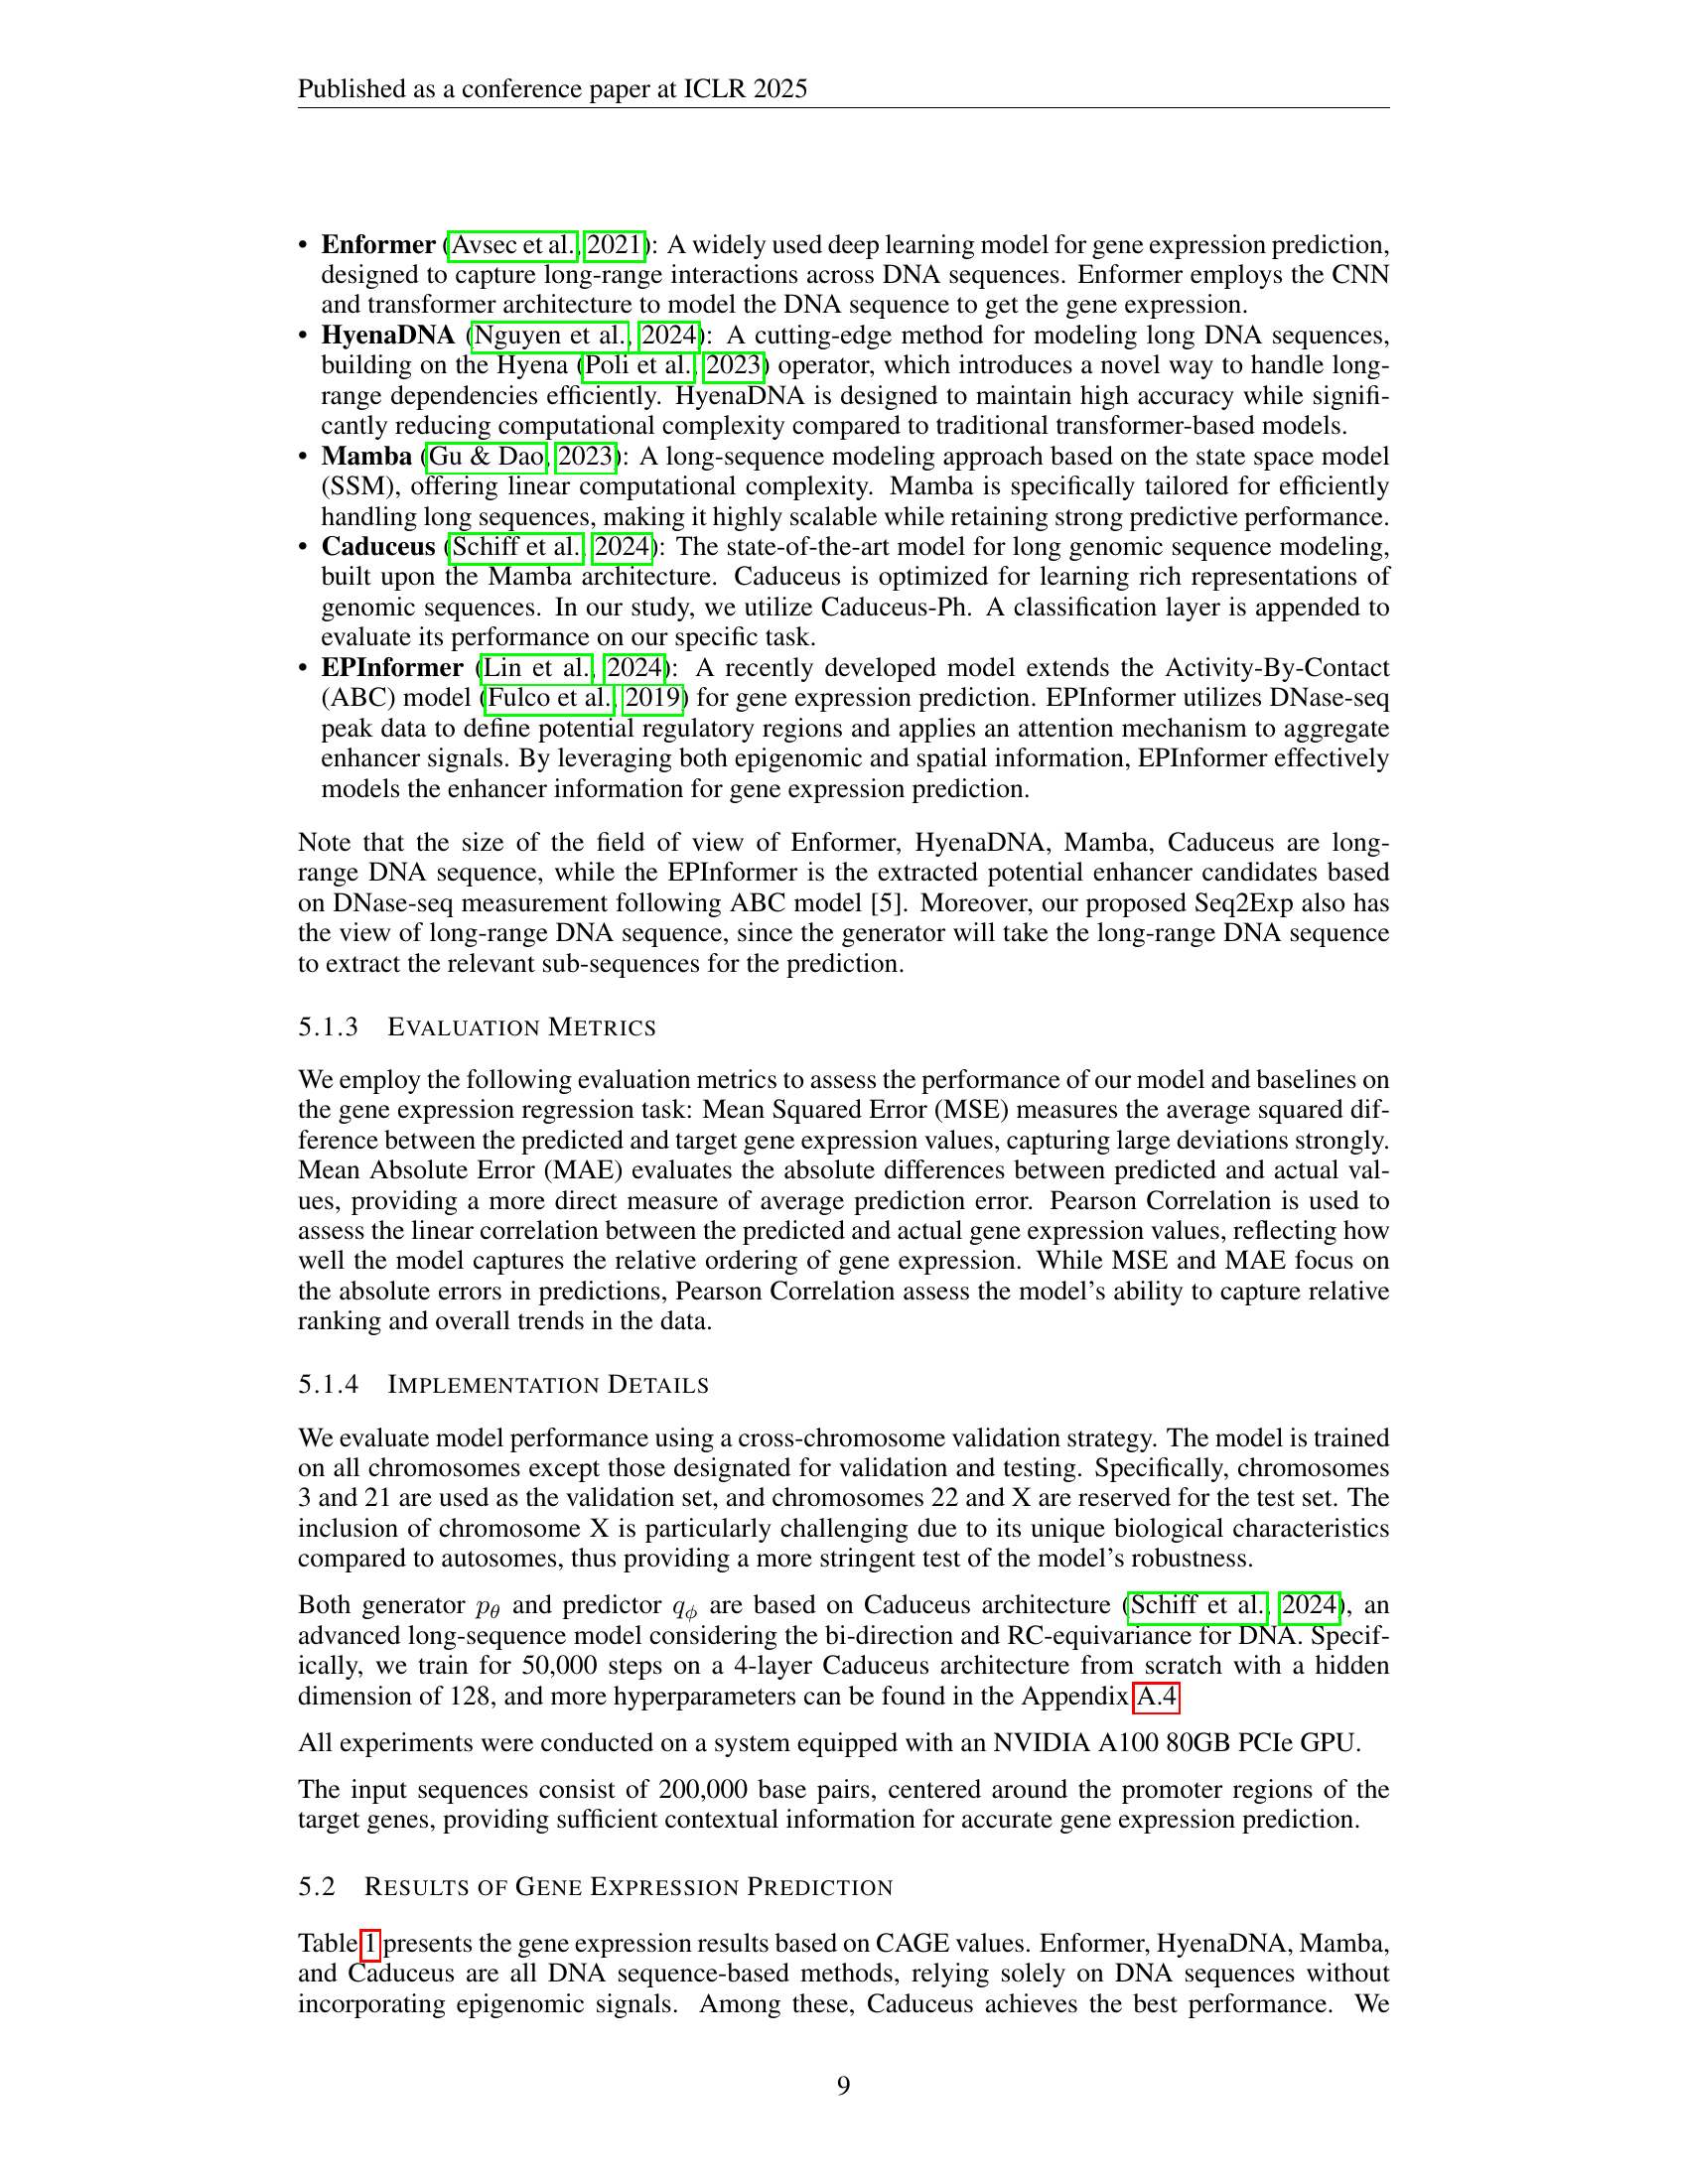 Published as a conference paper at ICLR 2025
• Enformer (Avsec et al., 2021): A widely used deep learning model for gene expression prediction,
designed to capture long-range interactions across DNA sequences. Enformer employs the CNN
and transformer architecture to model the DNA sequence to get the gene expression.
• HyenaDNA (Nguyen et al., 2024): A cutting-edge method for modeling long DNA sequences,
building on the Hyena (Poli et al., 2023) operator, which introduces a novel way to handle long-
range dependencies efficiently. HyenaDNA is designed to maintain high accuracy while signifi-
cantly reducing computational complexity compared to traditional transformer-based models.
• Mamba (Gu & Dao, 2023): A long-sequence modeling approach based on the state space model
(SSM), offering linear computational complexity. Mamba is specifically tailored for efficiently
handling long sequences, making it highly scalable while retaining strong predictive performance.
• Caduceus (Schiff et al., 2024): The state-of-the-art model for long genomic sequence modeling,
built upon the Mamba architecture. Caduceus is optimized for learning rich representations of
genomic sequences. In our study, we utilize Caduceus-Ph. A classification layer is appended to
evaluate its performance on our specific task.
• EPInformer (Lin et al., 2024): A recently developed model extends the Activity-By-Contact
(ABC) model (Fulco et al., 2019) for gene expression prediction. EPInformer utilizes DNase-seq
peak data to define potential regulatory regions and applies an attention mechanism to aggregate
enhancer signals. By leveraging both epigenomic and spatial information, EPInformer effectively
models the enhancer information for gene expression prediction.
Note that the size of the field of view of Enformer, HyenaDNA, Mamba, Caduceus are long-
range DNA sequence, while the EPInformer is the extracted potential enhancer candidates based
on DNase-seq measurement following ABC model [5]. Moreover, our proposed Seq2Exp also has
the view of long-range DNA sequence, since the generator will take the long-range DNA sequence
to extract the relevant sub-sequences for the prediction.
5.1.3 EVALUATION METRICS
We employ the following evaluation metrics to assess the performance of our model and baselines on
the gene expression regression task: Mean Squared Error (MSE) measures the average squared dif-
ference between the predicted and target gene expression values, capturing large deviations strongly.
Mean Absolute Error (MAE) evaluates the absolute differences between predicted and actual val-
ues, providing a more direct measure of average prediction error. Pearson Correlation is used to
assess the linear correlation between the predicted and actual gene expression values, reflecting how
well the model captures the relative ordering of gene expression. While MSE and MAE focus on
the absolute errors in predictions, Pearson Correlation assess the model's ability to capture relative
ranking and overall trends in the data.
5.1.4 IMPLEMENTATION DETAILS
We evaluate model performance using a cross-chromosome validation strategy. The model is trained
on all chromosomes except those designated for validation and testing. Specifically, chromosomes
3 and 21 are used as the validation set, and chromosomes 22 and X are reserved for the test set. The
inclusion of chromosome X is particularly challenging due to its unique biological characteristics
compared to autosomes, thus providing a more stringent test of the model's robustness.
Both generator pθ and predictor qϕ are based on Caduceus architecture (Schiff et al., 2024), an
advanced long-sequence model considering the bi-direction and RC-equivariance for DNA. Specif-
ically, we train for 50,000 steps on a 4-layer Caduceus architecture from scratch with a hidden
dimension of 128, and more hyperparameters can be found in the Appendix A.4
All experiments were conducted on a system equipped with an NVIDIA A100 80GB PCIe GPU.
The input sequences consist of 200,000 base pairs, centered around the promoter regions of the
target genes, providing sufficient contextual information for accurate gene expression prediction.
5.2 RESULTS OF GENE EXPRESSION PREDICTION
Table 1 presents the gene expression results based on CAGE values. Enformer, HyenaDNA, Mamba,
and Caduceus are all DNA sequence-based methods, relying solely on DNA sequences without
incorporating epigenomic signals. Among these, Caduceus achieves the best performance. We
9